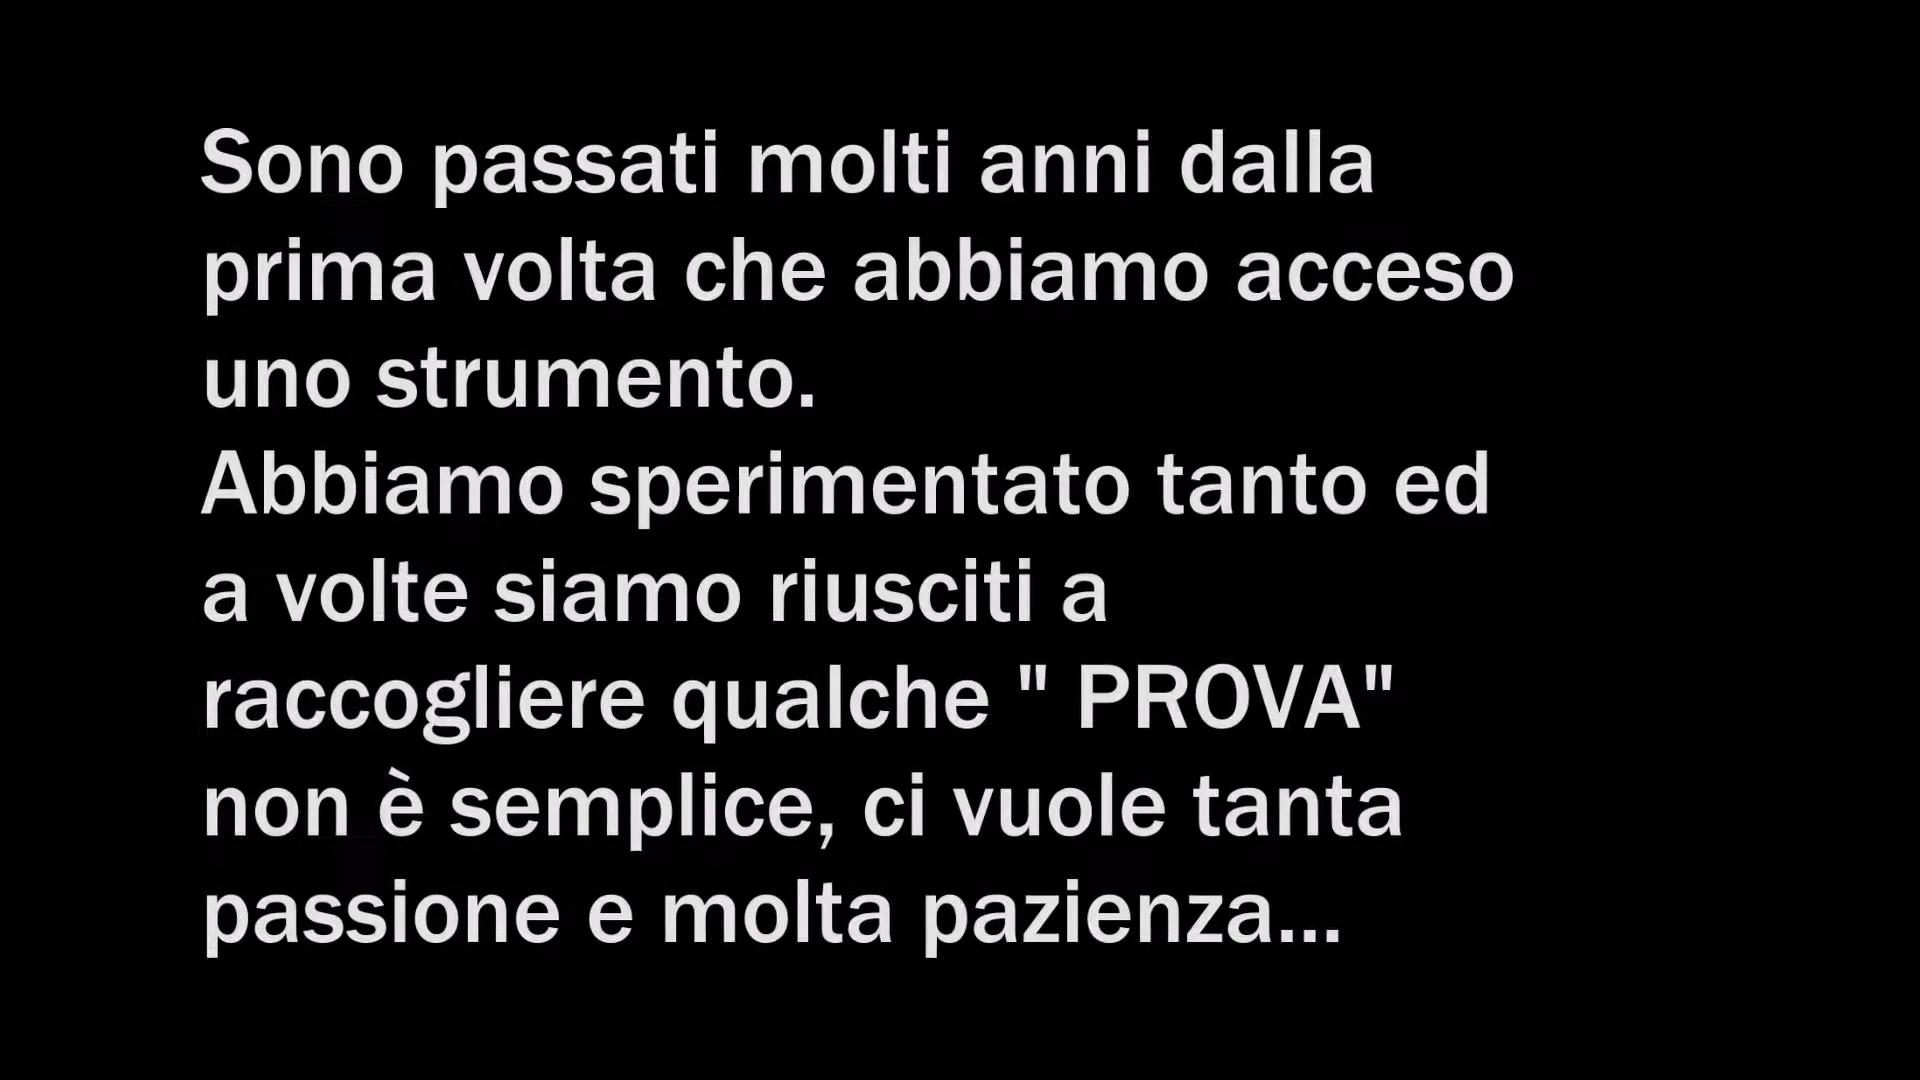 Sono passati molti anni dalla
prima volta che abbiamo acceso
uno strumento.
Abbiamo sperimentato tanto ed
a volte siamo riusciti a
raccogliere qualche " PROVA"
non è semplice, ci vuole tanta
passione e molta pazienza...